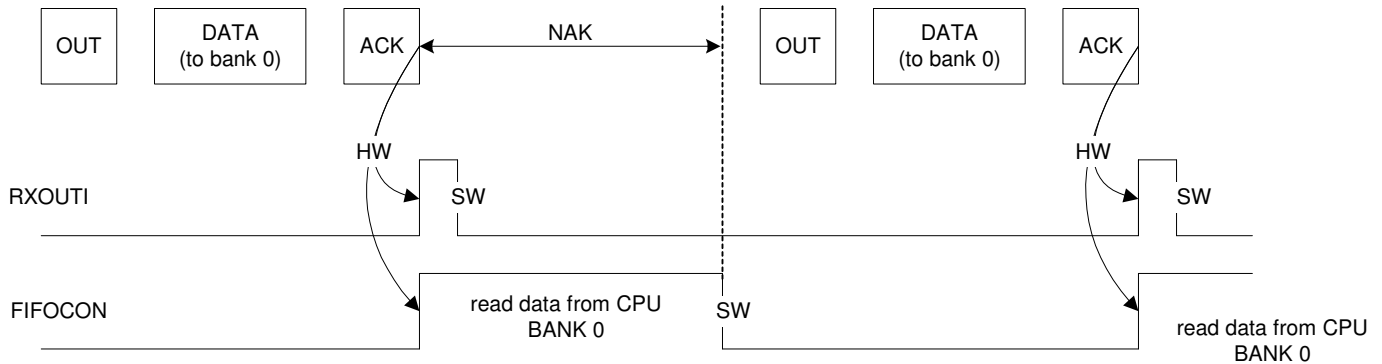 OUT
DATA
(to bank 0)
ACK
NAK
OUT
DATA
(to bank 0)
ACK
HW
HW
RXOUTI
SW
SW
FIFOCON
read data from CPU
BANK 0
SW
read data from CPU
BANK 0